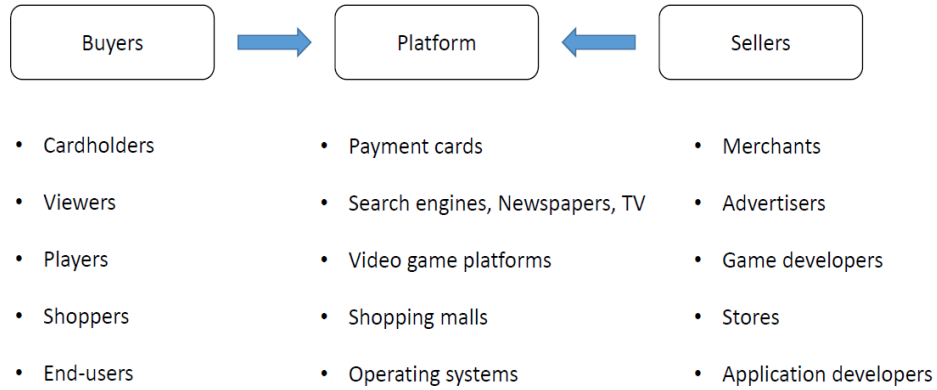 Buyers
Platform
Sellers
• Cardholders
• Payment cards
• Merchants
• Viewers
• Search engines, Newspapers, TV
• Advertisers
• Players
• Video game platforms
• Game developers
• Shoppers
• Shopping malls
• Stores
• End-users
• Operating systems
• Application developers